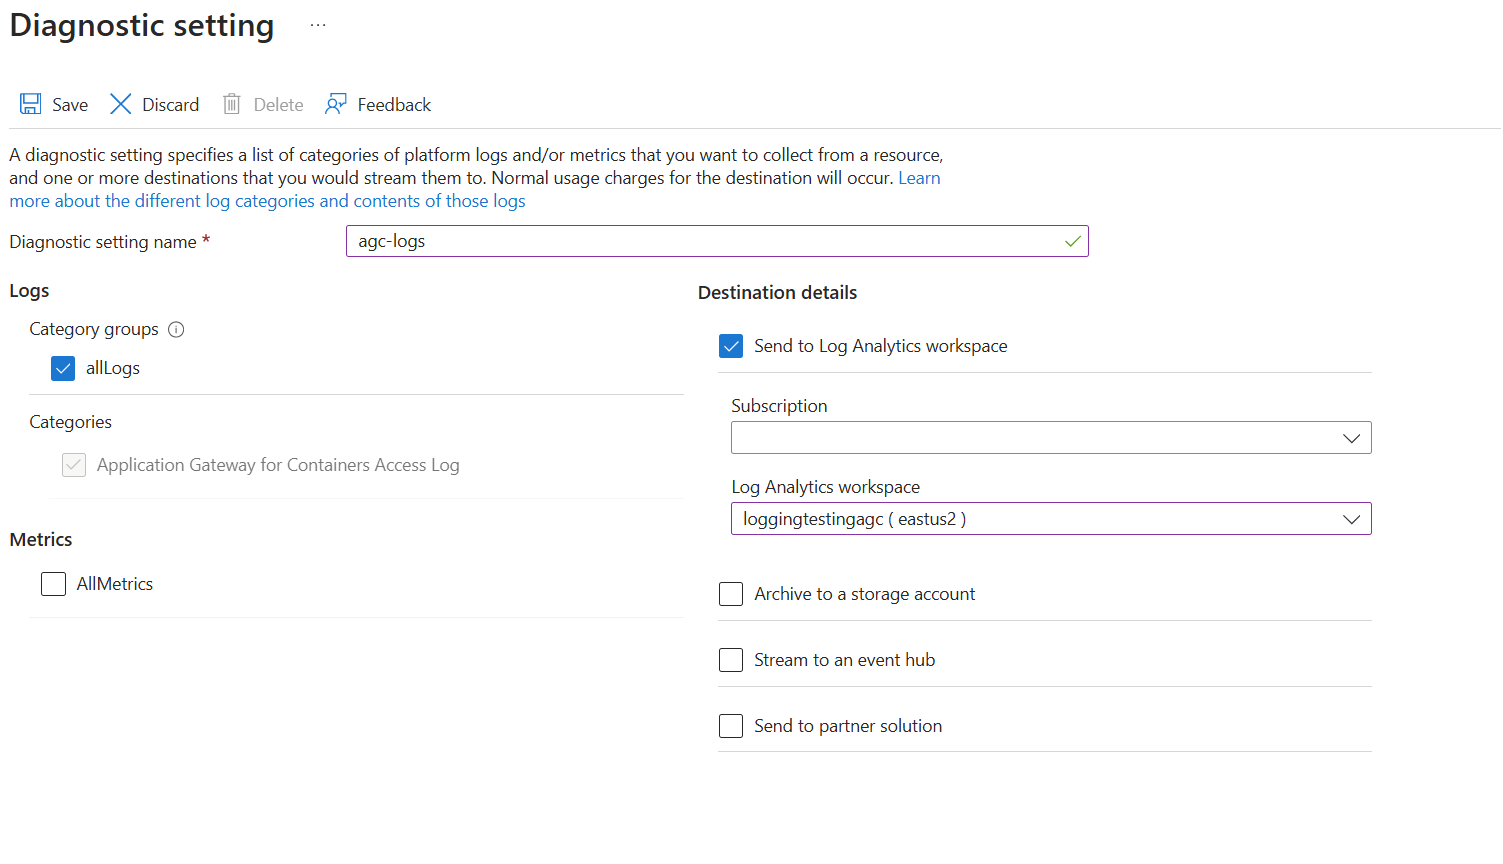 Diagnostic setting ...
Save Discard Delete Feedback
A diagnostic setting specifies a list of categories of platform logs and/or metrics that you want to collect from a resource,
and one or more destinations that you would stream them to. Normal usage charges for the destination will occur. Learn
more about the different log categories and contents of those logs
Diagnostic setting name * agc-logs
Logs
Category groups
allLogs
Categories
Application Gateway for Containers Access Log
Metrics
AllMetrics
Destination details
Send to Log Analytics workspace
Subscription
Log Analytics workspace
loggingtestingagc ( eastus2 )
Archive to a storage account
Stream to an event hub
Send to partner solution